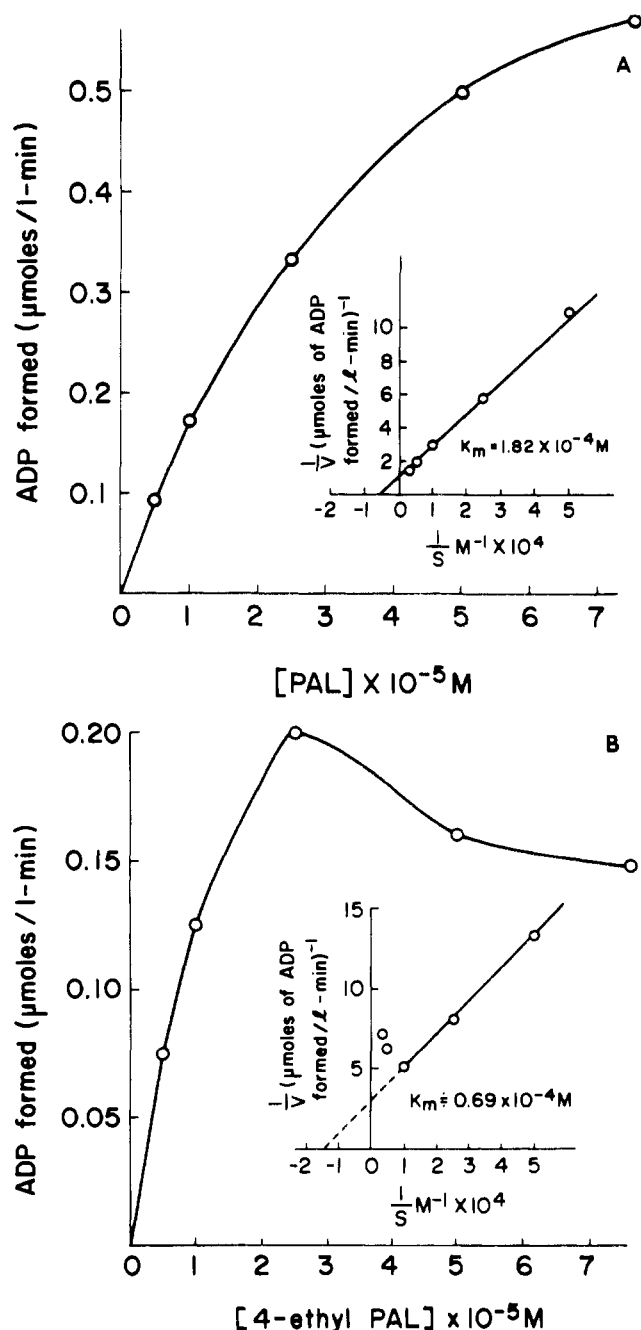 A
ADP formed (µmoles / l-min)
0.5
0.4
0.3
0.2
0.1
0 1 2 3 4 5 6 7
[PAL] X 10⁻⁵M
1/V (µmoles of ADP formed/ℓ-min)⁻¹
10
8
6
4
2
Km = 1.82 X 10⁻⁴M
-2 -1 0 1 2 3 4 5
1/S M⁻¹ X 10⁴
B
ADP formed (µmoles / l-min)
0.20
0.15
0.10
0.05
0 1 2 3 4 5 6 7
[4-ethyl PAL] x 10⁻⁵M
1/V (µmoles of ADP formed/ℓ-min)⁻¹
15
10
5
Km ≐ 0.69 x 10⁻⁴M
-2 -1 0 1 2 3 4 5
1/S M⁻¹ X 10⁴